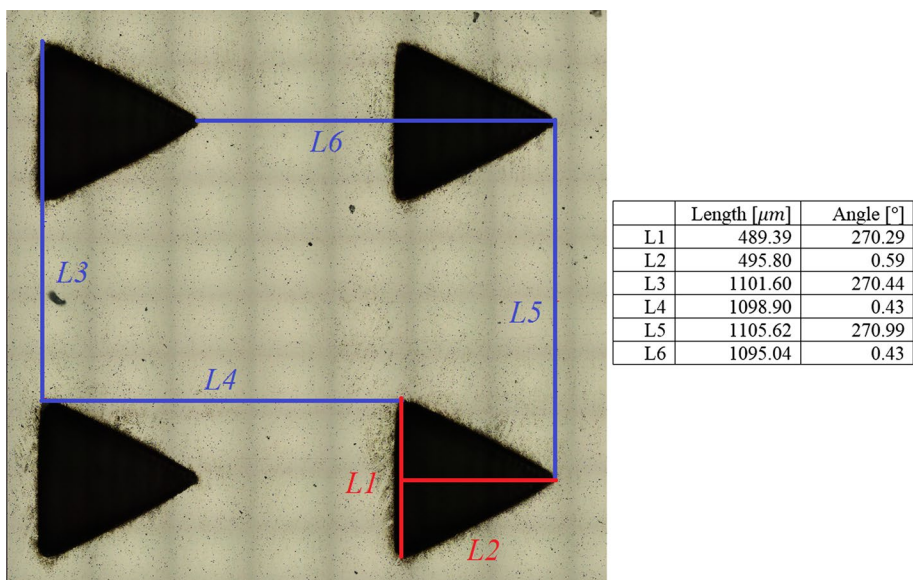 L6
L3
L5
L4
L1
L2
Length [μm] Angle [°]
L1 489.39 270.29
L2 495.80 0.59
L3 1101.60 270.44
L4 1098.90 0.43
L5 1105.62 270.99
L6 1095.04 0.43